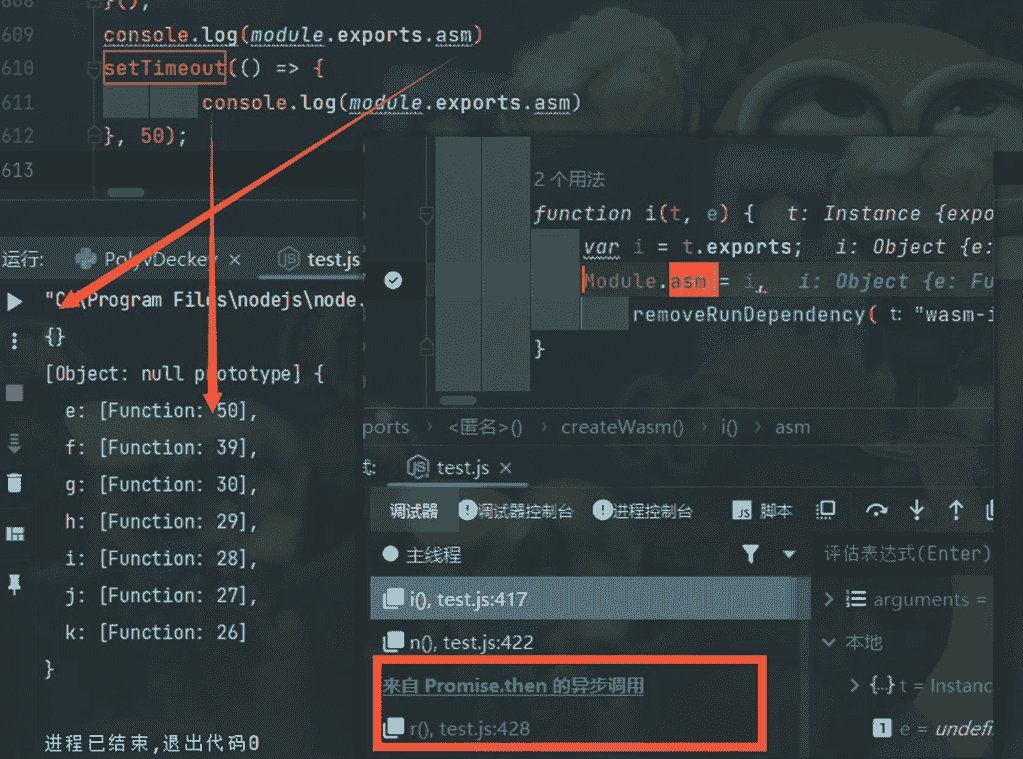 608
}();
609
console.log(module.exports.asm)
610
setTimeout(() => {
611
console.log(module.exports.asm)
612
}, 50);
613
2 个用法
function i(t, e) { t: Instance {expo
var i = t.exports; i: Object {e:
Module.asm = i, i: Object {e: Fu
removeRunDependency( t: "wasm-i
}
ports > <匿名>() > createWasm() > i() > asm
运行: PolyvDeckey × test.js
"C:\Program Files\nodejs\node.
{}
[Object: null prototype] {
e: [Function: 50],
f: [Function: 39],
g: [Function: 30],
h: [Function: 29],
i: [Function: 28],
j: [Function: 27],
k: [Function: 26]
}
进程已结束,退出代码0
式: test.js ×
调试器 调试器控制台 进程控制台 JS 脚本
主线程
评估表达式(Enter)
i(), test.js:417
arguments =
n(), test.js:422
本地
来自 Promise.then 的异步调用
{...} t = Instanc
r(), test.js:428
1 e = undefi